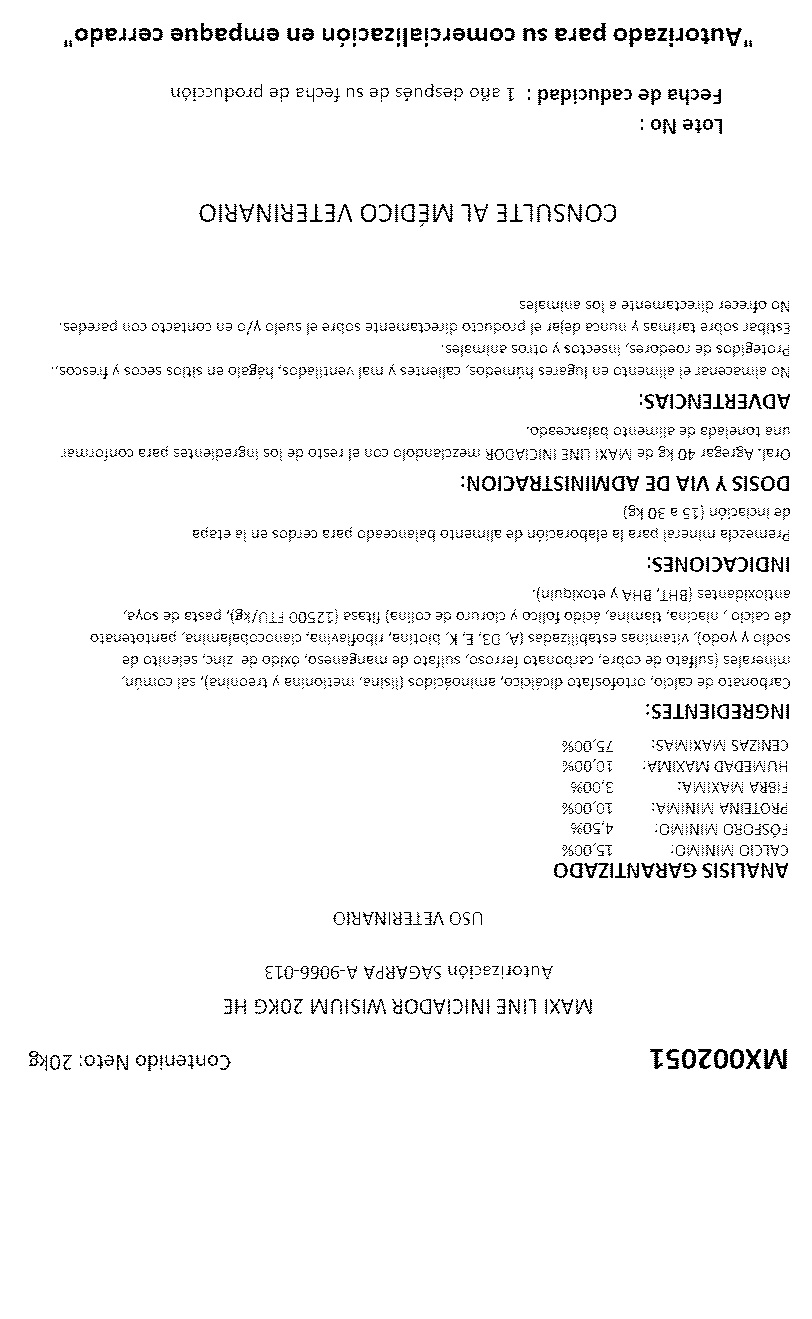 MX002051
Contenido Neto: 20kg
MAXI LINE INICIADOR WISIUM 20KG HE
Autorización SAGARPA A-9066-013
USO VETERINARIO
ANALISIS GARANTIZADO
CALCIO MINIMO: 15,00%
FÓSFORO MINIMO: 4,50%
PROTEINA MINIMA: 10,00%
FIBRA MAXIMA: 3,00%
HUMEDAD MAXIMA: 10,00%
CENIZAS MAXIMAS: 75,00%
INGREDIENTES:
Carbonato de calcio, ortofosfato dicálcico, aminoácidos (lisina, metionina y treonina), sal común,
minerales (sulfato de cobre, carbonato ferroso, sulfato de manganeso, óxido de zinc, selenito de
sodio y yodo), vitaminas estabilizadas (A, D3, E, K, biotina, riboflavina, cianocobalamina, pantotenato
de calcio , niacina, tiamina, ácido folico y cloruro de colina) fitasa (12500 FTU/kg), pasta de soya,
antioxidantes (BHT, BHA y etoxiquin).
INDICACIONES:
Premezcla mineral para la elaboración de alimento balanceado para cerdos en la etapa
de iniciación (15 a 30 kg)
DOSIS Y VIA DE ADMINISTRACION:
Oral. Agregar 40 kg de MAXI LINE INICIADOR mezclandolo con el resto de los ingredientes para conformar
una tonelada de alimento balanceado.
ADVERTENCIAS:
No almacenar el alimento en lugares húmedos, calientes y mal ventilados, hágalo en sitios secos y frescos,.
Protegidos de roedores, insectos y otros animales.
Estibar sobre tarimas y nunca dejar el producto directamente sobre el suelo y/o en contacto con paredes.
No ofrecer directamente a los animales
CONSULTE AL MÉDICO VETERINARIO
Lote No :
Fecha de caducidad : 1 año después de su fecha de producción
"Autorizado para su comercialización en empaque cerrado"